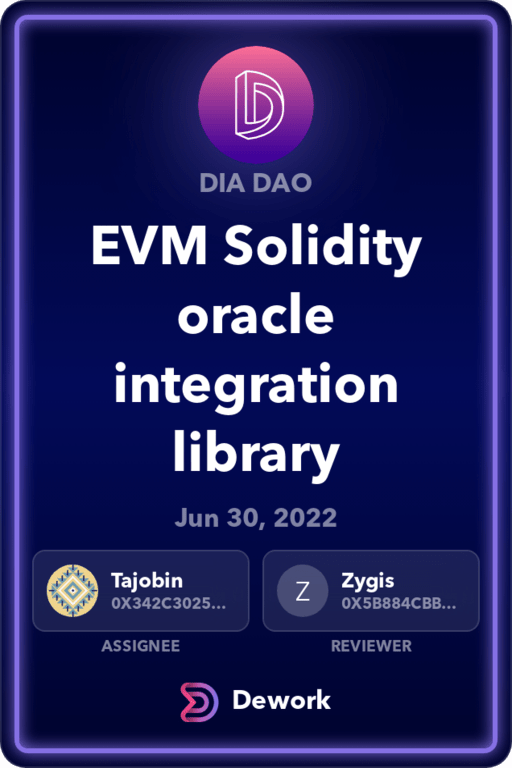 DIA DAO
EVM Solidity
oracle
integration
library
Jun 30, 2022
Tajobin
0X342C3025...
ASSIGNEE
Z
Zygis
0X5B884CBB...
REVIEWER
Dework